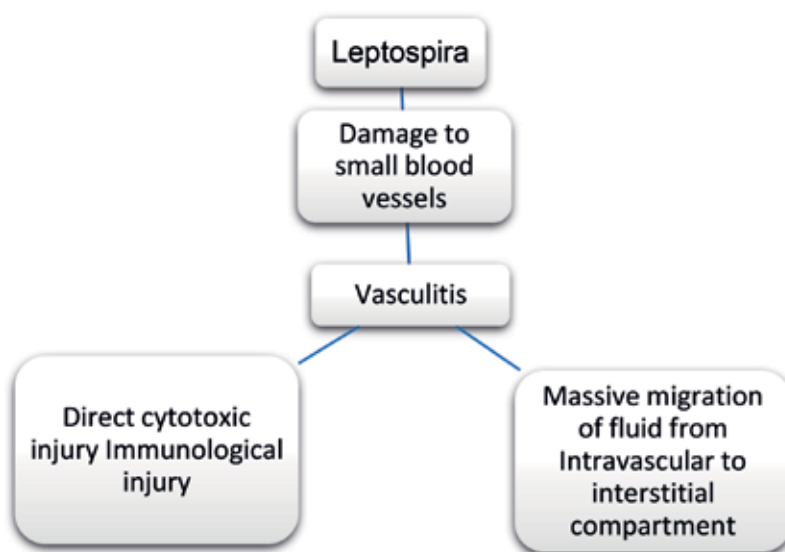 Leptospira
Damage to
small blood
vessels
Vasculitis
Direct cytotoxic
injury Immunological
injury
Massive migration
of fluid from
Intravascular to
interstitial
compartment